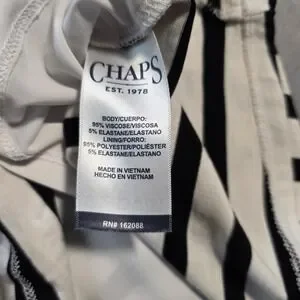 CHAPS
EST. 1978
BODY/CUERPO:
95% VISCOSE/VISCOSA
5% ELASTANE/ELASTANO
LINING/FORRO:
95% POLYESTER/POLIÉSTER
5% ELASTANE/ELASTANO
MADE IN VIETNAM
HECHO EN VIETNAM
RN# 162088